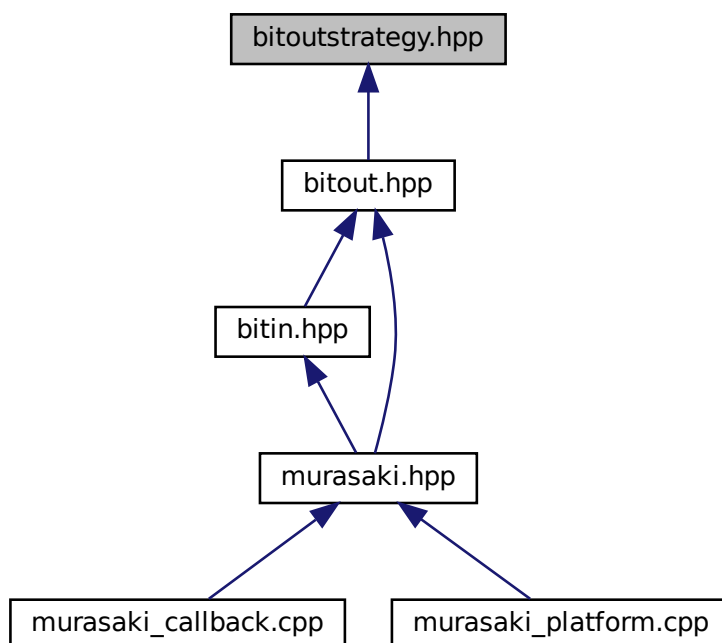 bitoutstrategy.hpp
bitout.hpp
bitin.hpp
murasaki.hpp
murasaki_callback.cpp
murasaki_platform.cpp